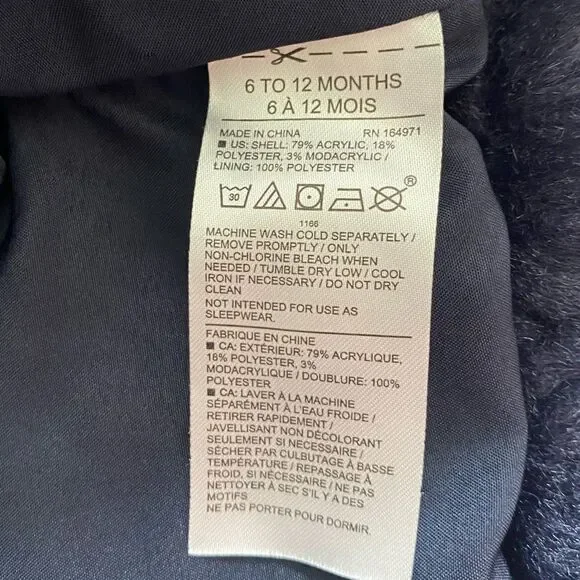 6 TO 12 MONTHS
6 À 12 MOIS
MADE IN CHINA RN 164971
■ US: SHELL: 79% ACRYLIC, 18%
POLYESTER, 3% MODACRYLIC /
LINING: 100% POLYESTER
30 ®
1166
MACHINE WASH COLD SEPARATELY /
REMOVE PROMPTLY / ONLY
NON-CHLORINE BLEACH WHEN
NEEDED / TUMBLE DRY LOW / COOL
IRON IF NECESSARY / DO NOT DRY
CLEAN
NOT INTENDED FOR USE AS
SLEEPWEAR.
FABRIQUE EN CHINE
■ CA: EXTÉRIEUR: 79% ACRYLIQUE,
18% POLYESTER, 3%
MODACRYLIQUE / DOUBLURE: 100%
POLYESTER
■ CA: LAVER À LA MACHINE
SÉPARÉMENT À L'EAU FROIDE /
RETIRER RAPIDEMENT /
JAVELLISANT NON DÉCOLORANT
SEULEMENT SI NECESSAIRE /
SÉCHER PAR CULBUTAGE À BASSE
TEMPÉRATURE / REPASSAGE À
FROID, SI NÉCESSAIRE / NE PAS
NETTOYER À SEC S'IL Y A DES
MOTIFS
NE PAS PORTER POUR DORMIR.